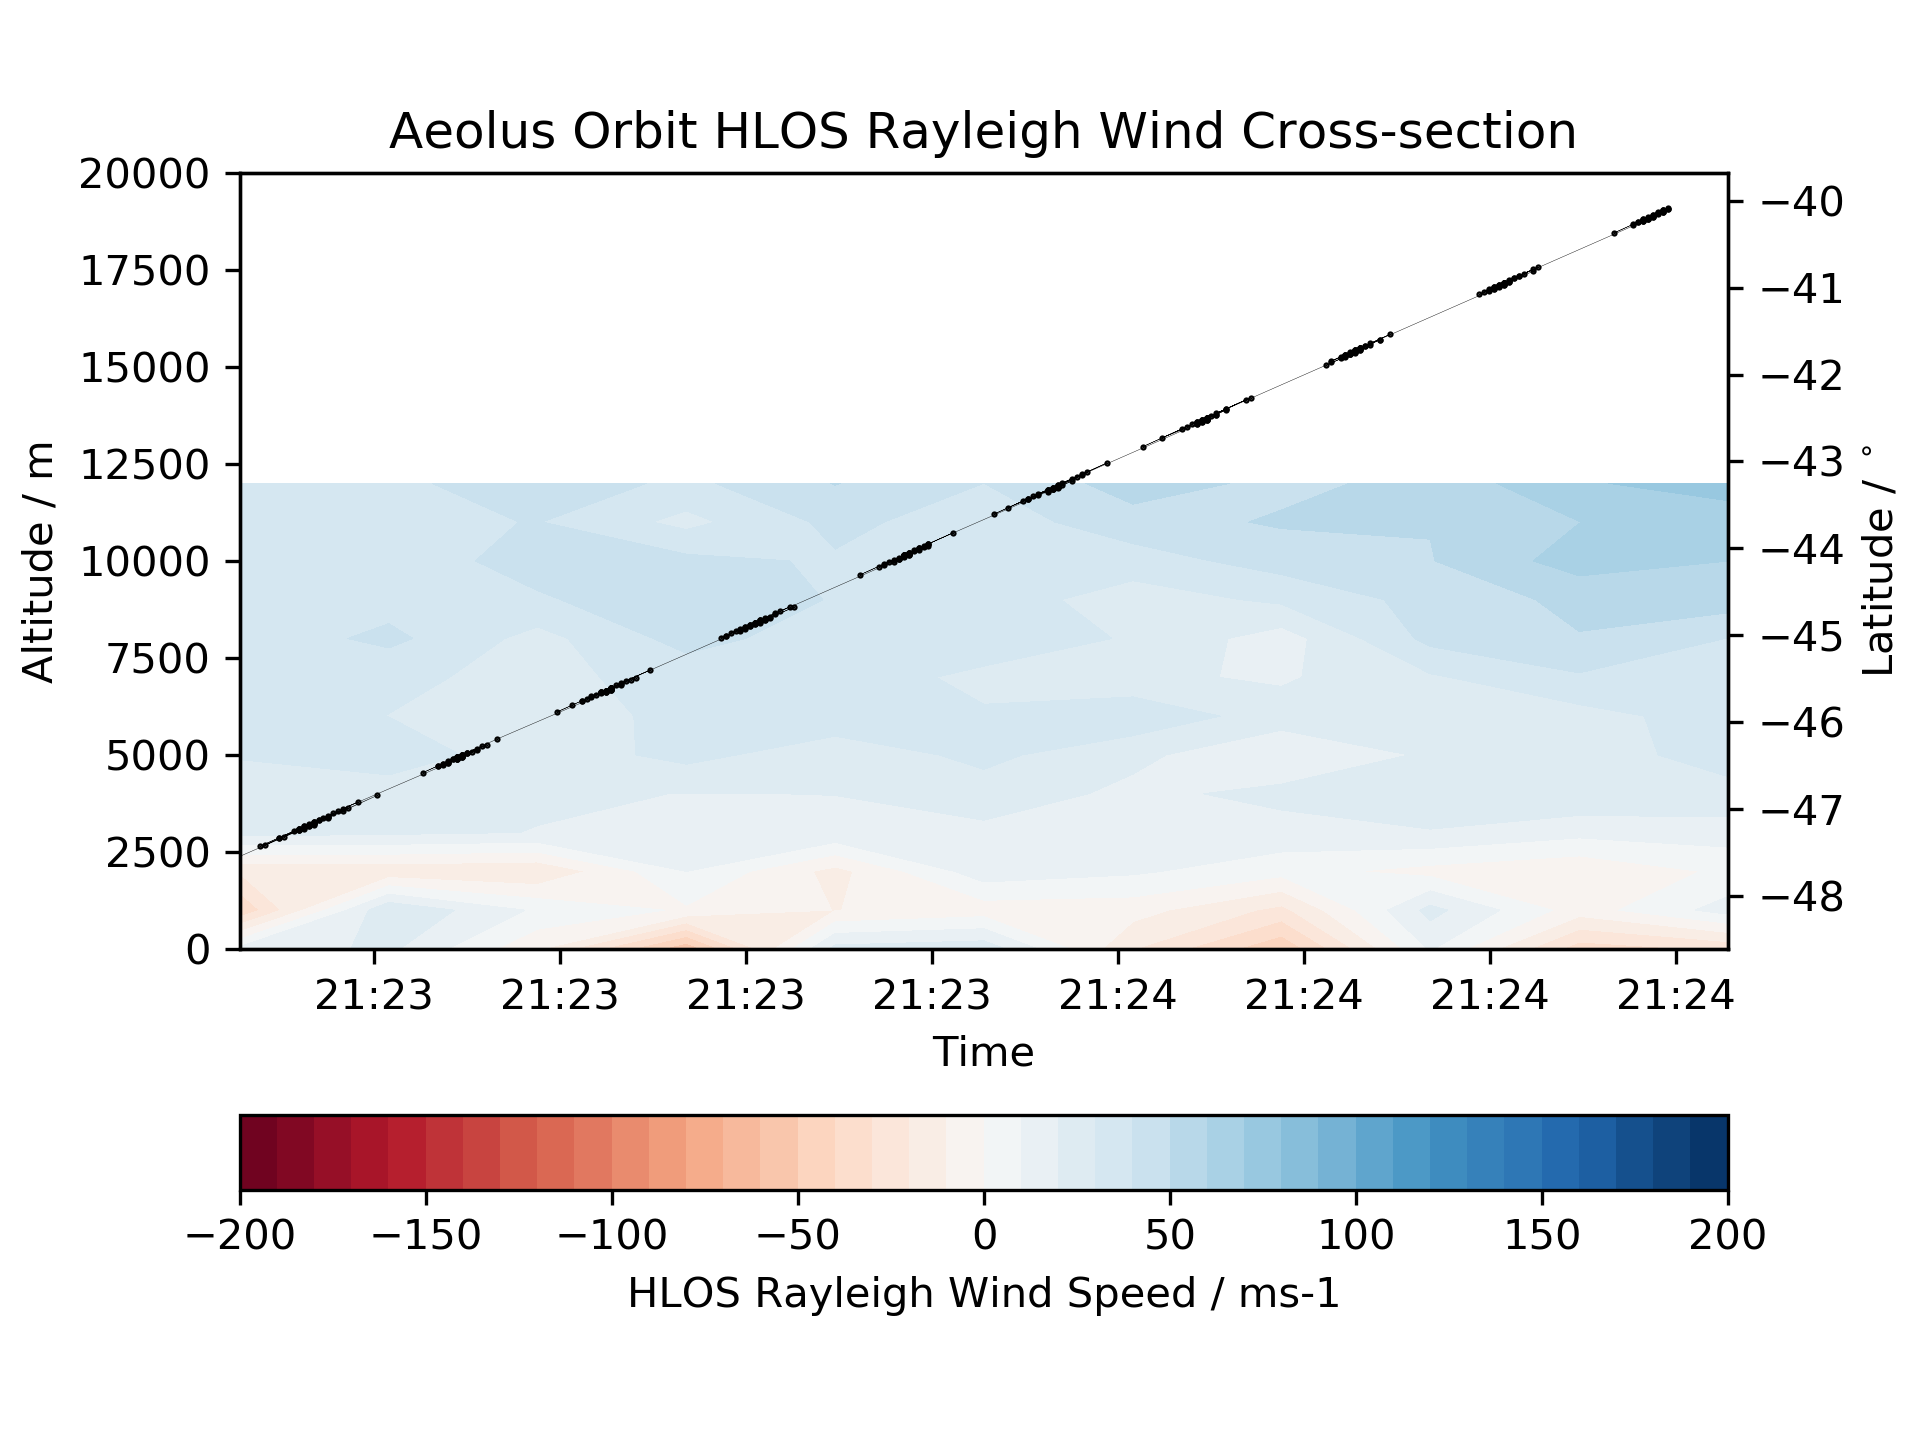 Aeolus Orbit HLOS Rayleigh Wind Cross-section
20000
17500
15000
12500
10000
7500
5000
2500
0
Altitude / m
−40
−41
−42
−43
−44
−45
−46
−47
−48
Latitude / °
21:23 21:23 21:23 21:23 21:24 21:24 21:24 21:24
Time
−200 −150 −100 −50 0 50 100 150 200
HLOS Rayleigh Wind Speed / ms-1